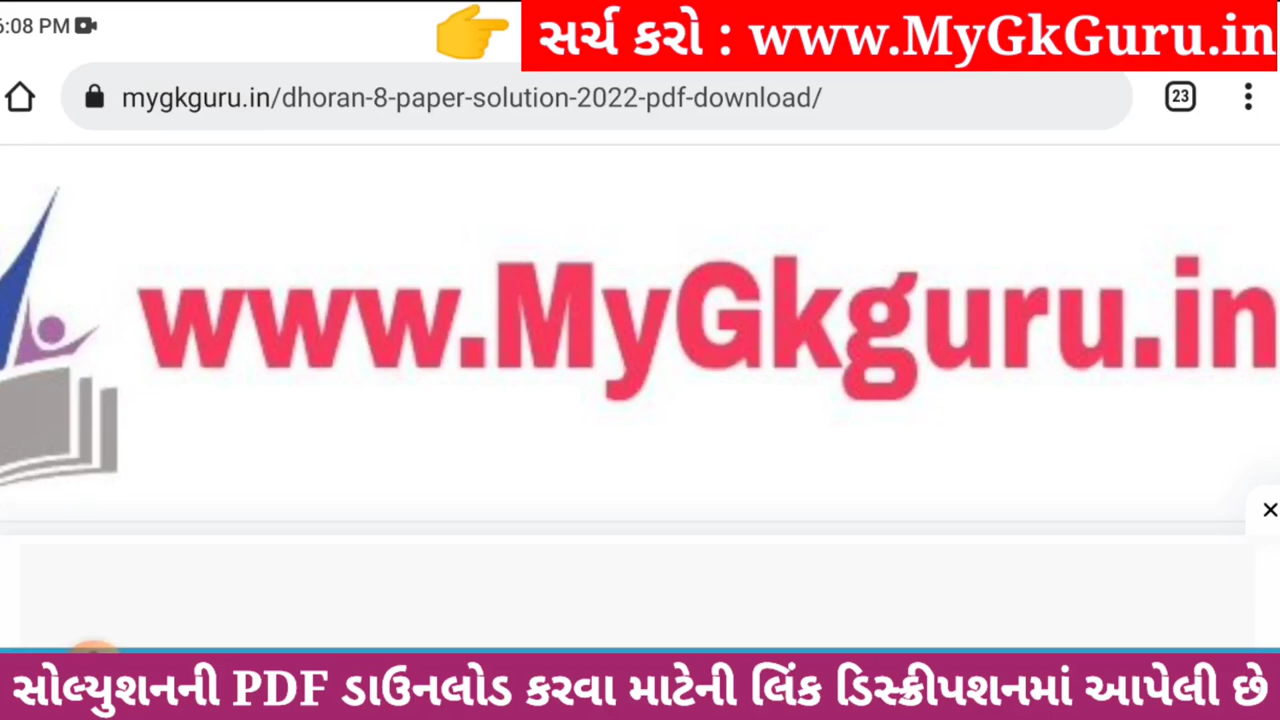 6:08 PM
સર્ચ કરો : www.MyGkGuru.in
mygkguru.in/dhoran-8-paper-solution-2022-pdf-download/
23
www.MyGkguru.in
સોલ્યુશનની PDF ડાઉનલોડ કરવા માટેની લિંક ડિસ્ક્રીપશનમાં આપેલી છે